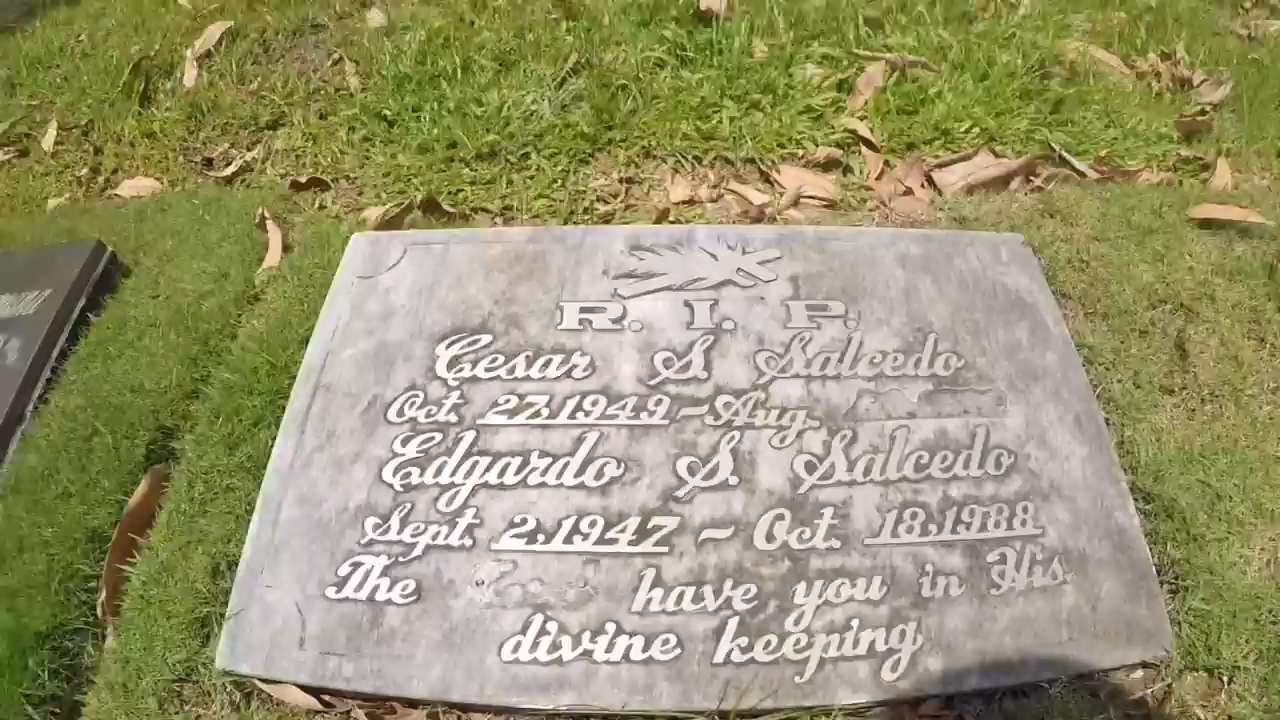 R. I. P.
Cesar S. Salcedo
Oct. 27,1949 - Aug.
Edgardo S. Salcedo
Sept. 2,1947 - Oct. 18,1988
The have you in His
divine keeping